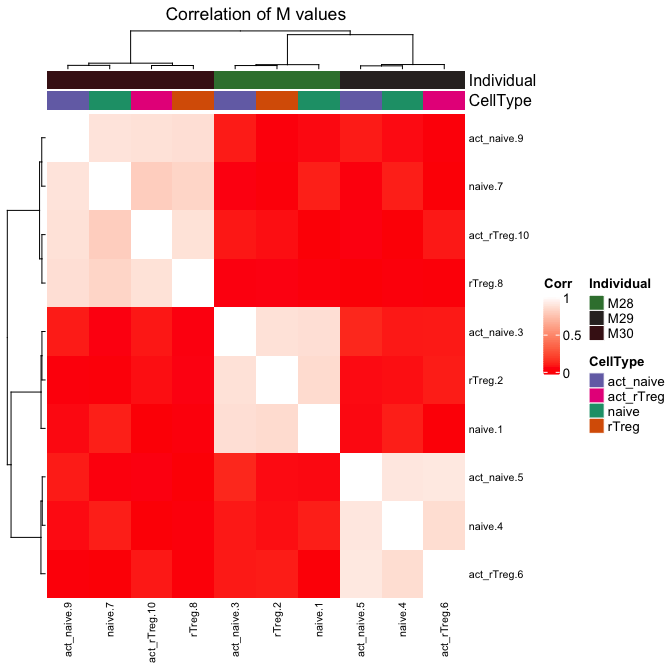 Correlation of M values
Individual
CellType
act_naive.9
naive.7
act_rTreg.10
rTreg.8
act_naive.3
rTreg.2
naive.1
act_naive.5
naive.4
act_rTreg.6
act_naive.9
naive.7
act_rTreg.10
rTreg.8
act_naive.3
rTreg.2
naive.1
act_naive.5
naive.4
act_rTreg.6
Corr
1
0.5
0
Individual
M28
M29
M30
CellType
act_naive
act_rTreg
naive
rTreg